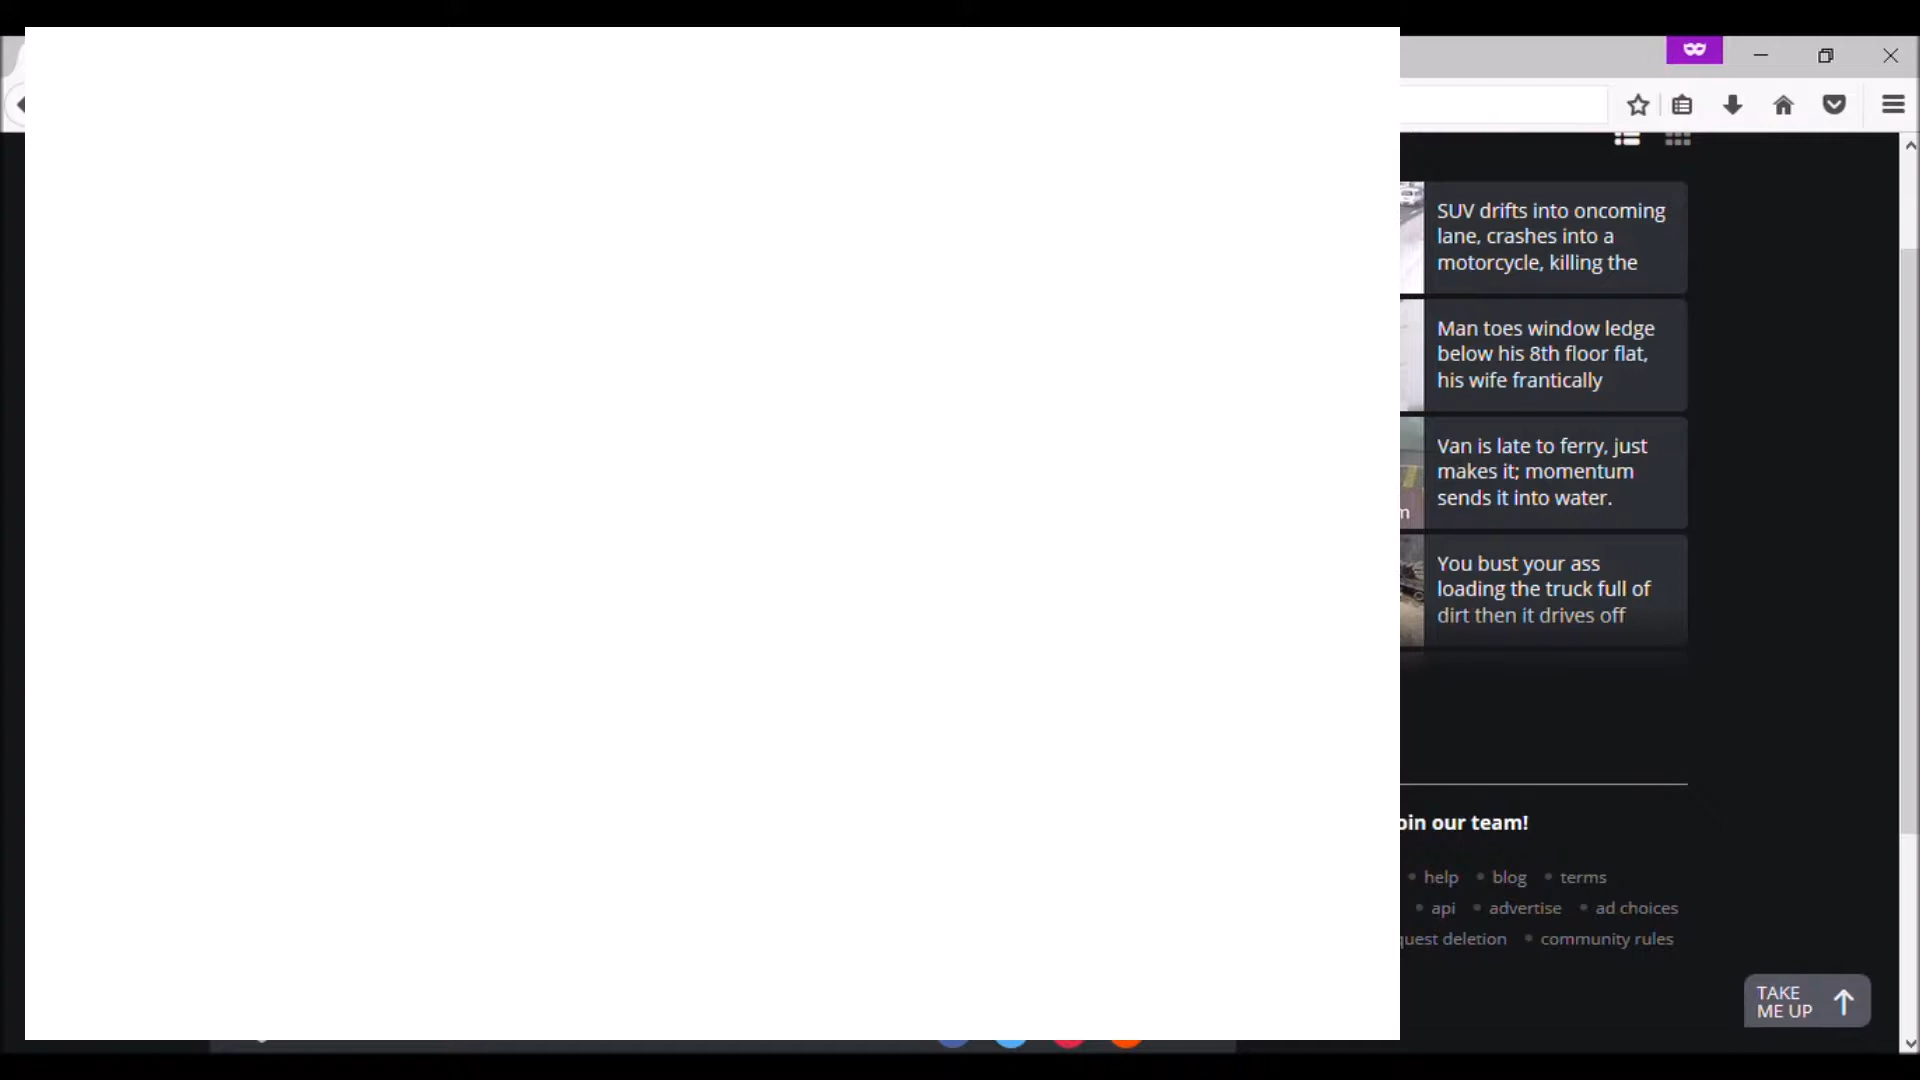 SUV drifts into oncoming
lane, crashes into a
motorcycle, killing the
Man toes window ledge
below his 8th floor flat,
his wife frantically
Van is late to ferry, just
makes it; momentum
sends it into water.
You bust your ass
loading the truck full of
dirt then it drives off
our team!
help • blog • terms
api • advertise • ad choices
deletion • community rules
TAKE
ME UP